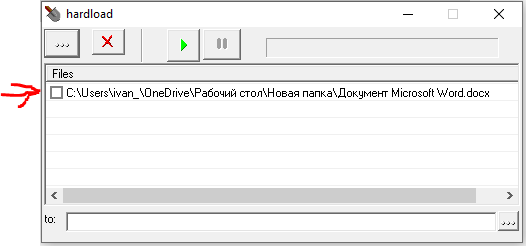 hardload
...
Files
C:\Users\ivan_\OneDrive\Рабочий стол\Новая папка\Документ Microsoft Word.docx
to:
...